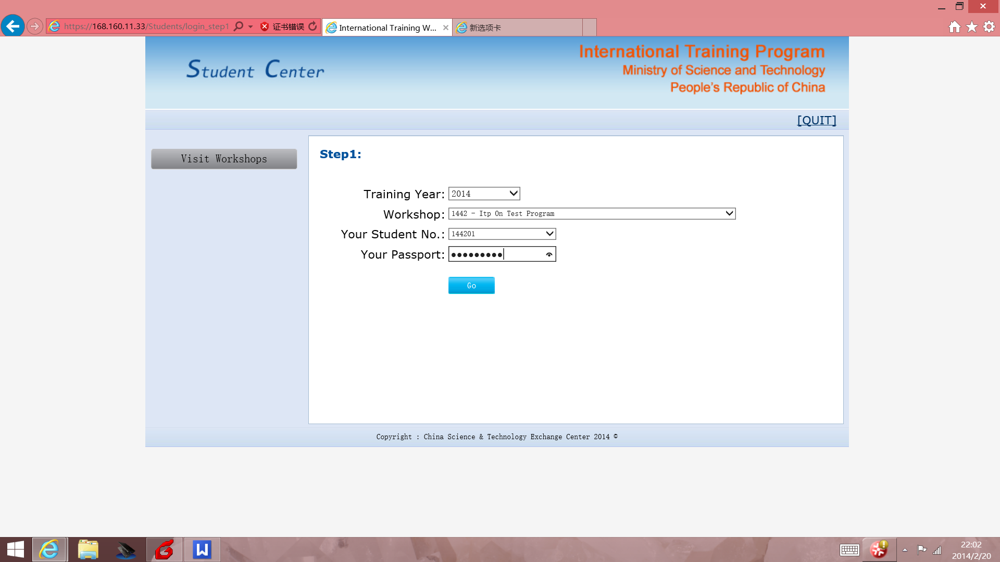 https://168.160.11.33/Students/login_step1
证书错误
International Training W...
新选项卡
Student Center
International Training Program
Ministry of Science and Technology
People's Republic of China
[QUIT]
Visit Workshops
Step1:
Training Year: 2014
Workshop: 1442 - Itp On Test Program
Your Student No.: 144201
Your Passport: ●●●●●●●●●
Go
Copyright : China Science & Technology Exchange Center 2014 ©
22:02
2014/2/20